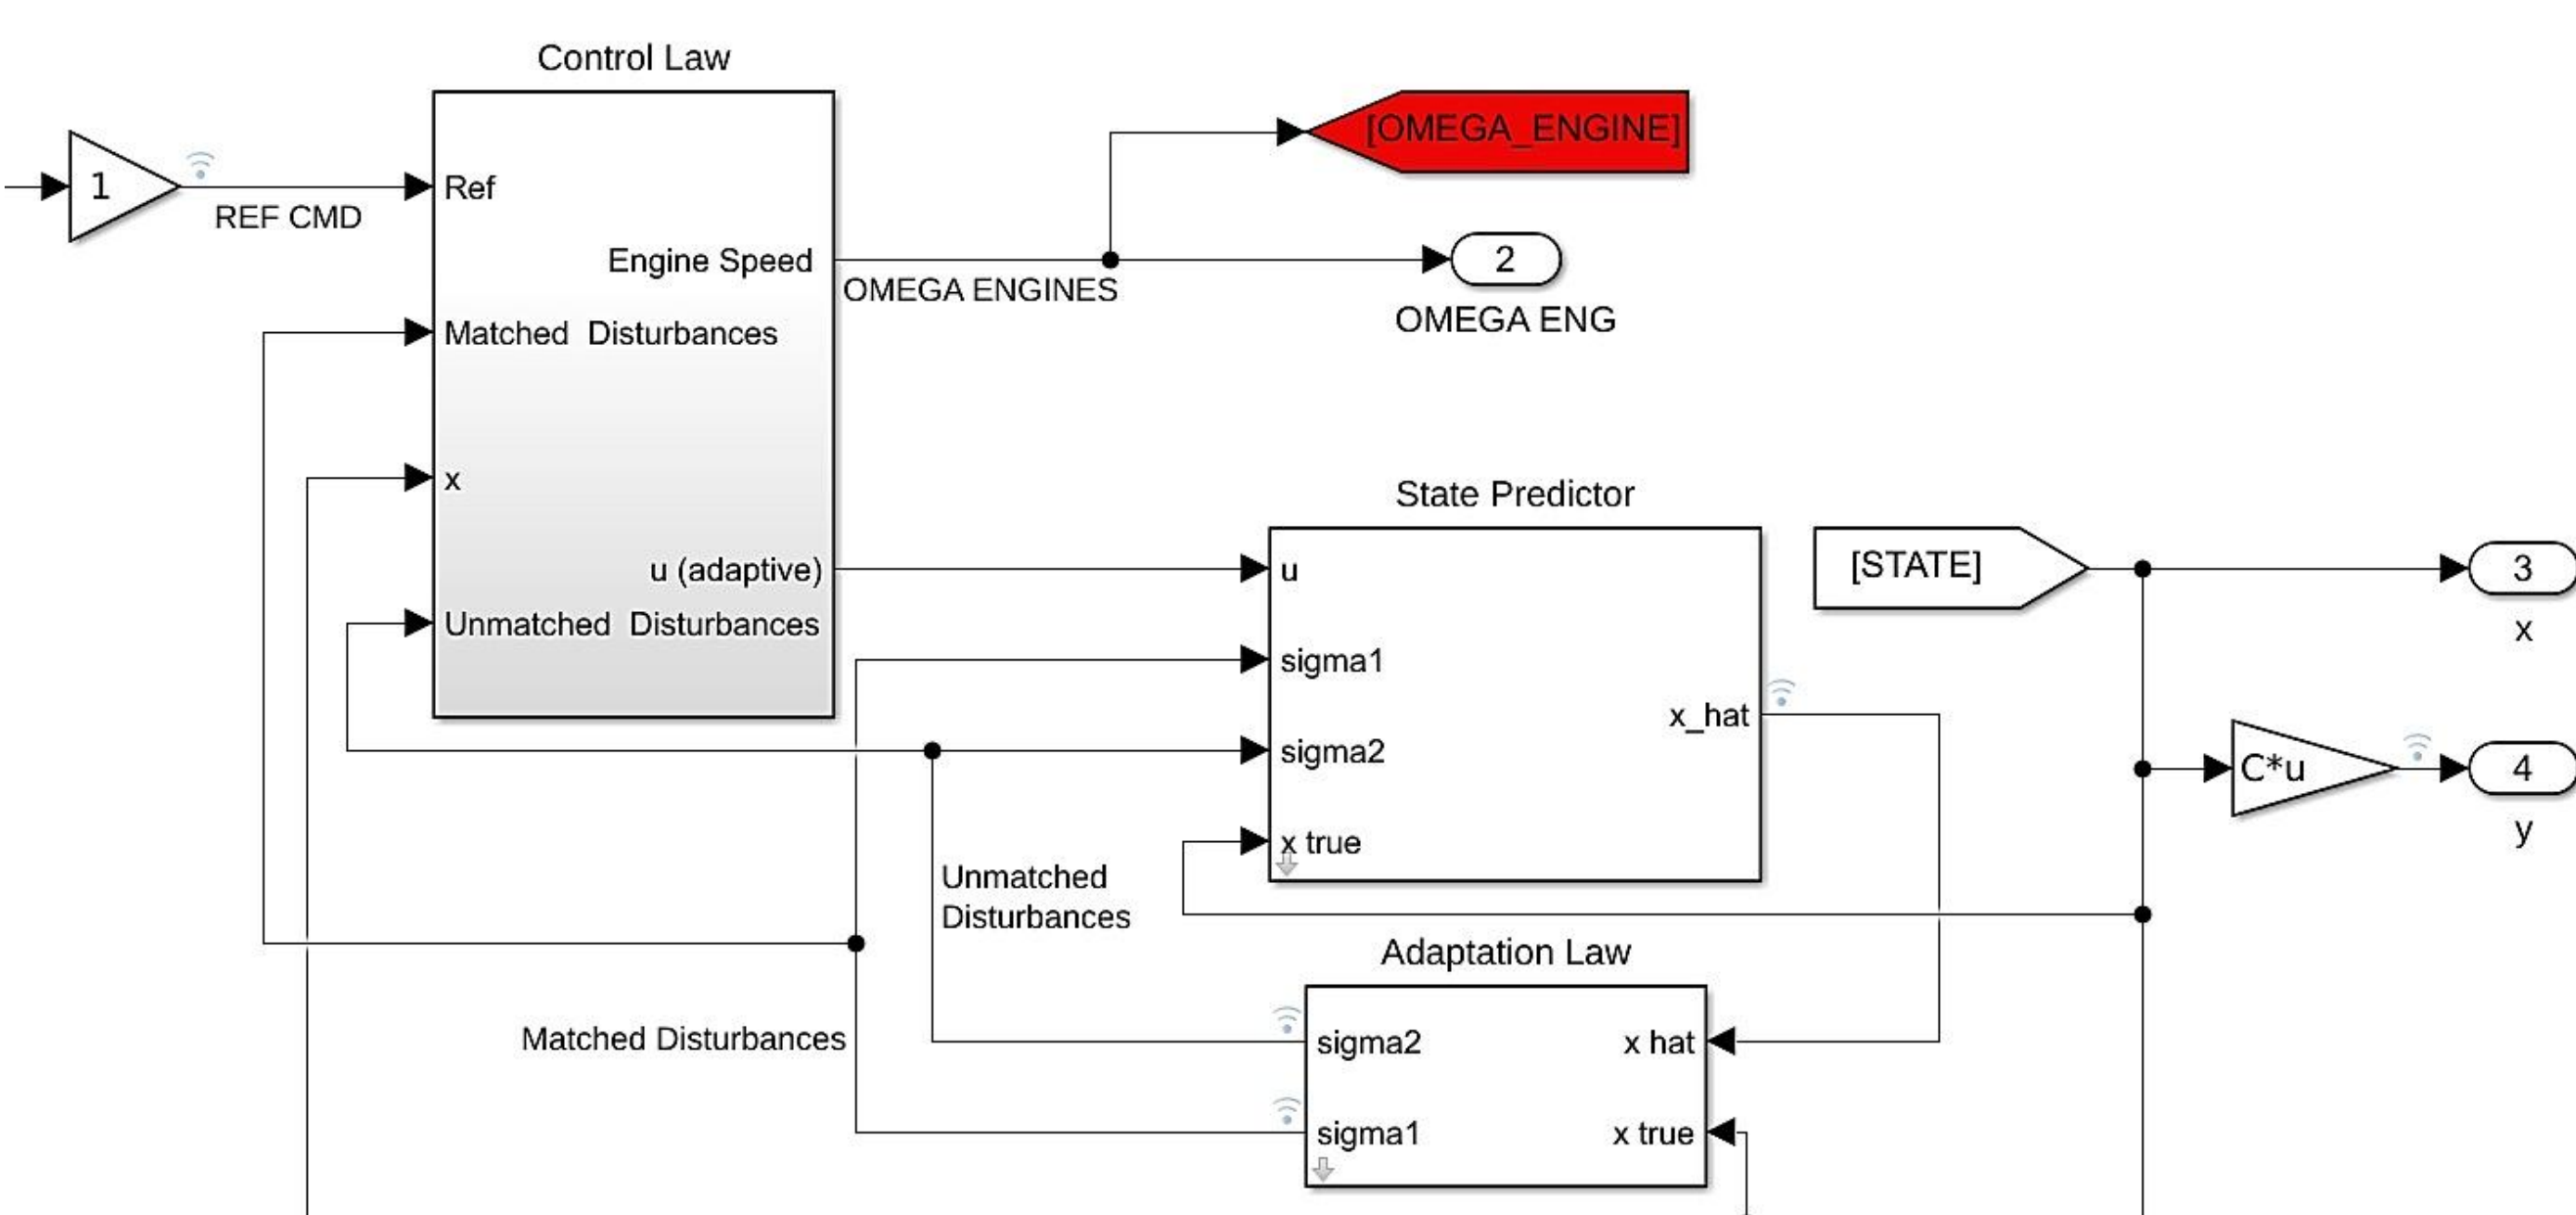 Control Law
1
REF CMD
Ref
Engine Speed
Matched  Disturbances
x
u (adaptive)
Unmatched  Disturbances
OMEGA ENGINES
[OMEGA_ENGINE]
2
OMEGA ENG
State Predictor
u
sigma1
sigma2
x true
x_hat
[STATE]
3
x
C*u
4
y
Unmatched
Disturbances
Matched Disturbances
Adaptation Law
sigma2
x hat
sigma1
x true